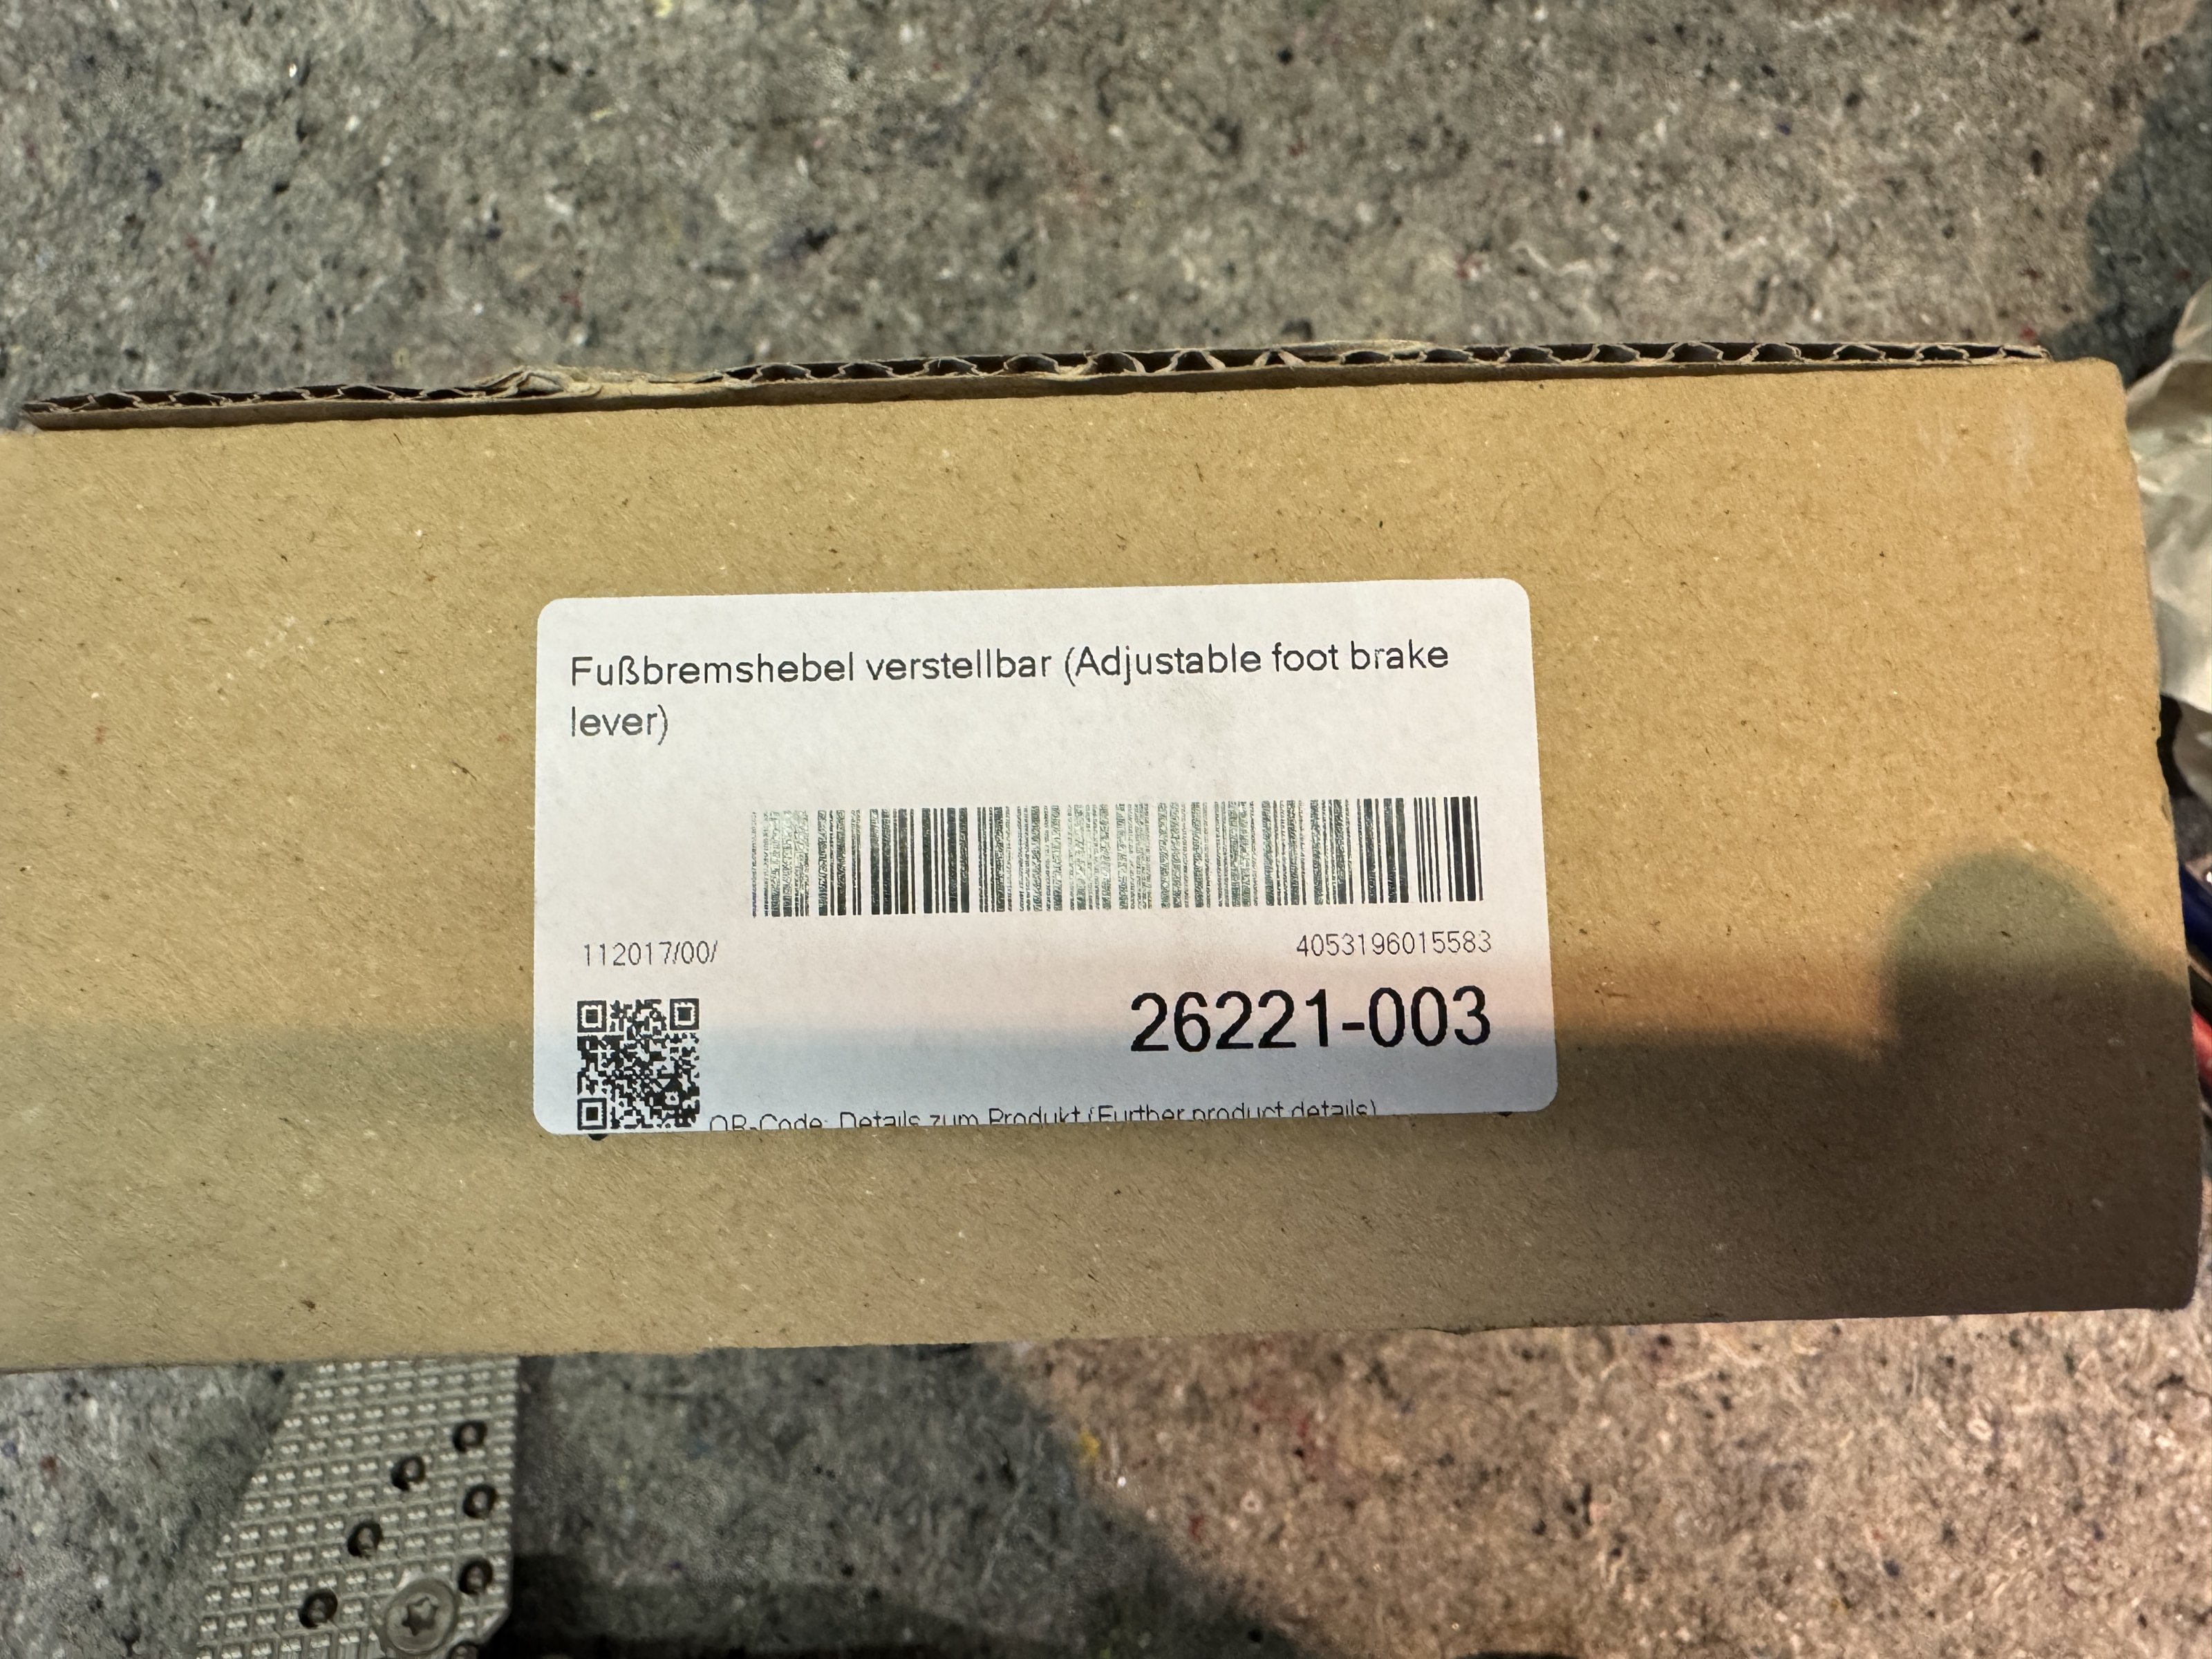 Fußbremshebel verstellbar (Adjustable foot brake
lever)
112017/00/
4053196015583
26221-003
QR-Code: Details zum Produkt (Further product details)